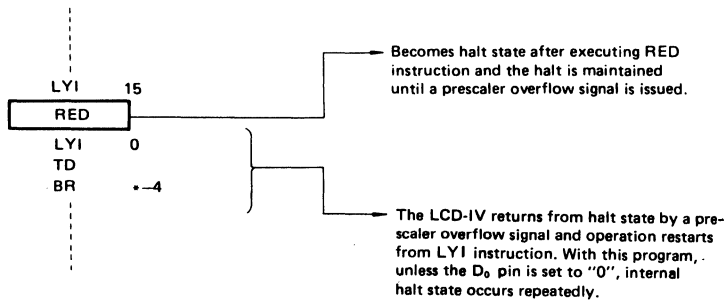 Becomes halt state after executing RED
instruction and the halt is maintained
until a prescaler overflow signal is issued.
LYI 15
RED
LYI 0
TD
BR *–4
The LCD-IV returns from halt state by a pre-
scaler overflow signal and operation restarts
from LYI instruction. With this program,
unless the D₀ pin is set to "0", internal
halt state occurs repeatedly.